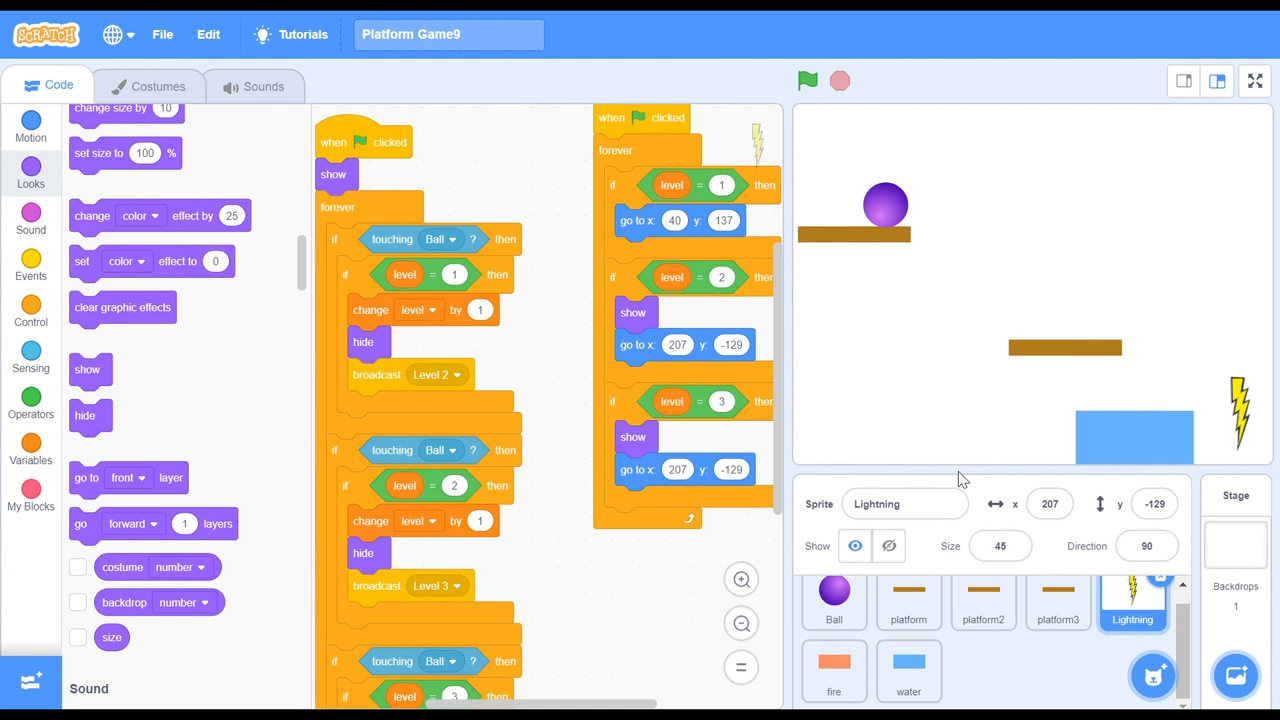 SCRATCH
File
Edit
Tutorials
Platform Game9
Code
Costumes
Sounds
Motion
Looks
Sound
Events
Control
Sensing
Operators
Variables
My Blocks
change size by 10
set size to 100 %
change color effect by 25
set color effect to 0
clear graphic effects
show
hide
go to front layer
go forward 1 layers
costume number
backdrop number
size
Sound
when clicked
show
forever
if touching Ball ? then
if level = 1 then
change level by 1
hide
broadcast Level 2
if touching Ball ? then
if level = 2 then
change level by 1
hide
broadcast Level 3
if touching Ball ? then
if level = 3 then
when clicked
forever
if level = 1 then
go to x: 40 y: 137
if level = 2 then
show
go to x: 207 y: -129
if level = 3 then
show
go to x: 207 y: -129
Sprite Lightning x 207 y -129
Show Size 45 Direction 90
Ball
platform
platform2
platform3
Lightning
fire
water
Stage
Backdrops
1